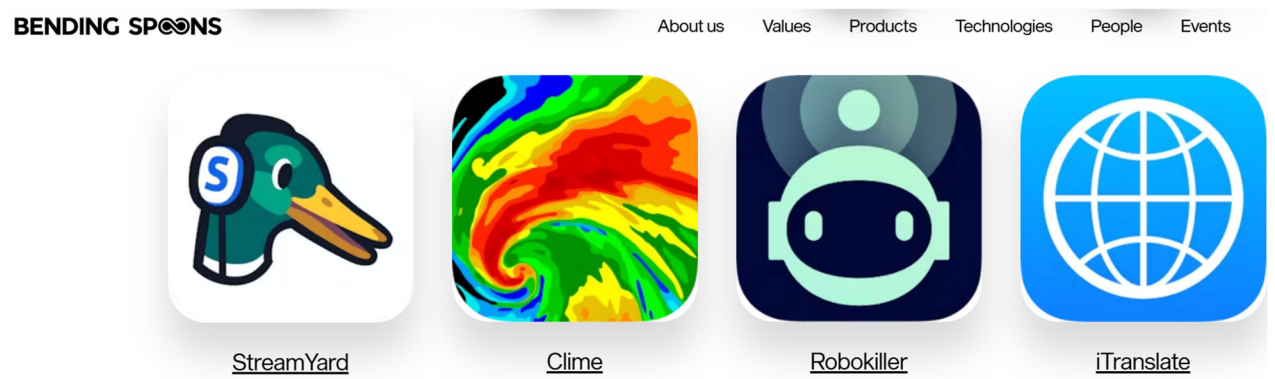 BENDING SPOONS About us Values Products Technologies People Events
S
StreamYard Clime Robokiller iTranslate